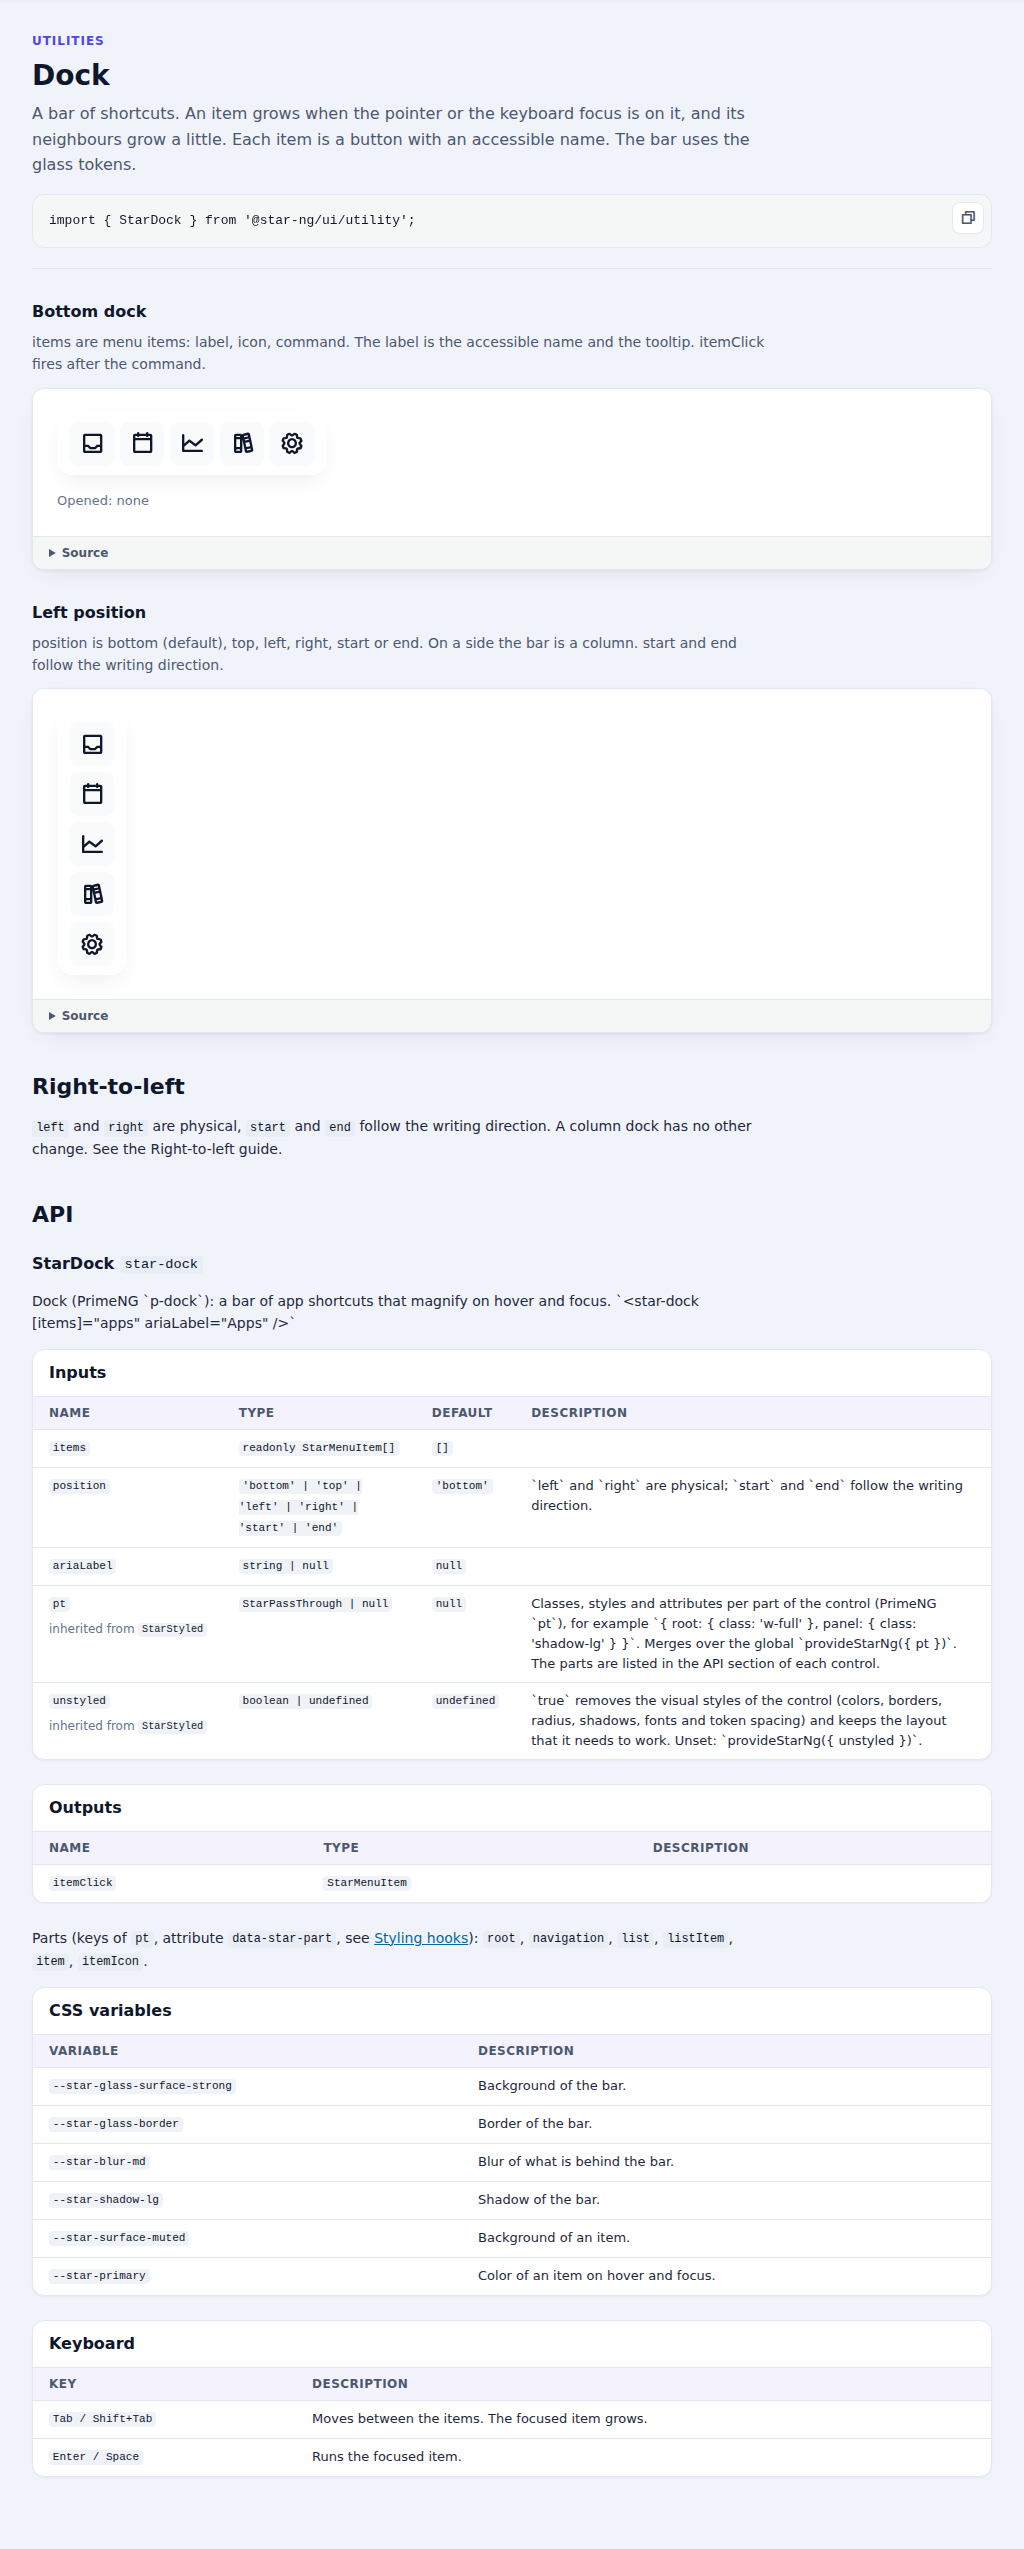 UTILITIES
Dock
A bar of shortcuts. An item grows when the pointer or the keyboard focus is on it, and its
neighbours grow a little. Each item is a button with an accessible name. The bar uses the
glass tokens.
import { StarDock } from '@star-ng/ui/utility';
Bottom dock
items are menu items: label, icon, command. The label is the accessible name and the tooltip. itemClick
fires after the command.
Opened: none
Source
Left position
position is bottom (default), top, left, right, start or end. On a side the bar is a column. start and end
follow the writing direction.
Source
Right-to-left
left and right are physical, start and end follow the writing direction. A column dock has no other
change. See the Right-to-left guide.
API
StarDock star-dock
Dock (PrimeNG `p-dock`): a bar of app shortcuts that magnify on hover and focus. `<star-dock
[items]="apps" ariaLabel="Apps" />`
Inputs
NAME TYPE DEFAULT DESCRIPTION
items readonly StarMenuItem[] []
position 'bottom' | 'top' | 'bottom' `left` and `right` are physical; `start` and `end` follow the writing
'left' | 'right' | direction.
'start' | 'end'
ariaLabel string | null null
pt StarPassThrough | null null Classes, styles and attributes per part of the control (PrimeNG
inherited from StarStyled `pt`), for example `{ root: { class: 'w-full' }, panel: { class:
'shadow-lg' } }`. Merges over the global `provideStarNg({ pt })`.
The parts are listed in the API section of each control.
unstyled boolean | undefined undefined `true` removes the visual styles of the control (colors, borders,
inherited from StarStyled radius, shadows, fonts and token spacing) and keeps the layout
that it needs to work. Unset: `provideStarNg({ unstyled })`.
Outputs
NAME TYPE DESCRIPTION
itemClick StarMenuItem
Parts (keys of pt, attribute data-star-part, see Styling hooks): root, navigation, list, listItem,
item, itemIcon.
CSS variables
VARIABLE DESCRIPTION
--star-glass-surface-strong Background of the bar.
--star-glass-border Border of the bar.
--star-blur-md Blur of what is behind the bar.
--star-shadow-lg Shadow of the bar.
--star-surface-muted Background of an item.
--star-primary Color of an item on hover and focus.
Keyboard
KEY DESCRIPTION
Tab / Shift+Tab Moves between the items. The focused item grows.
Enter / Space Runs the focused item.